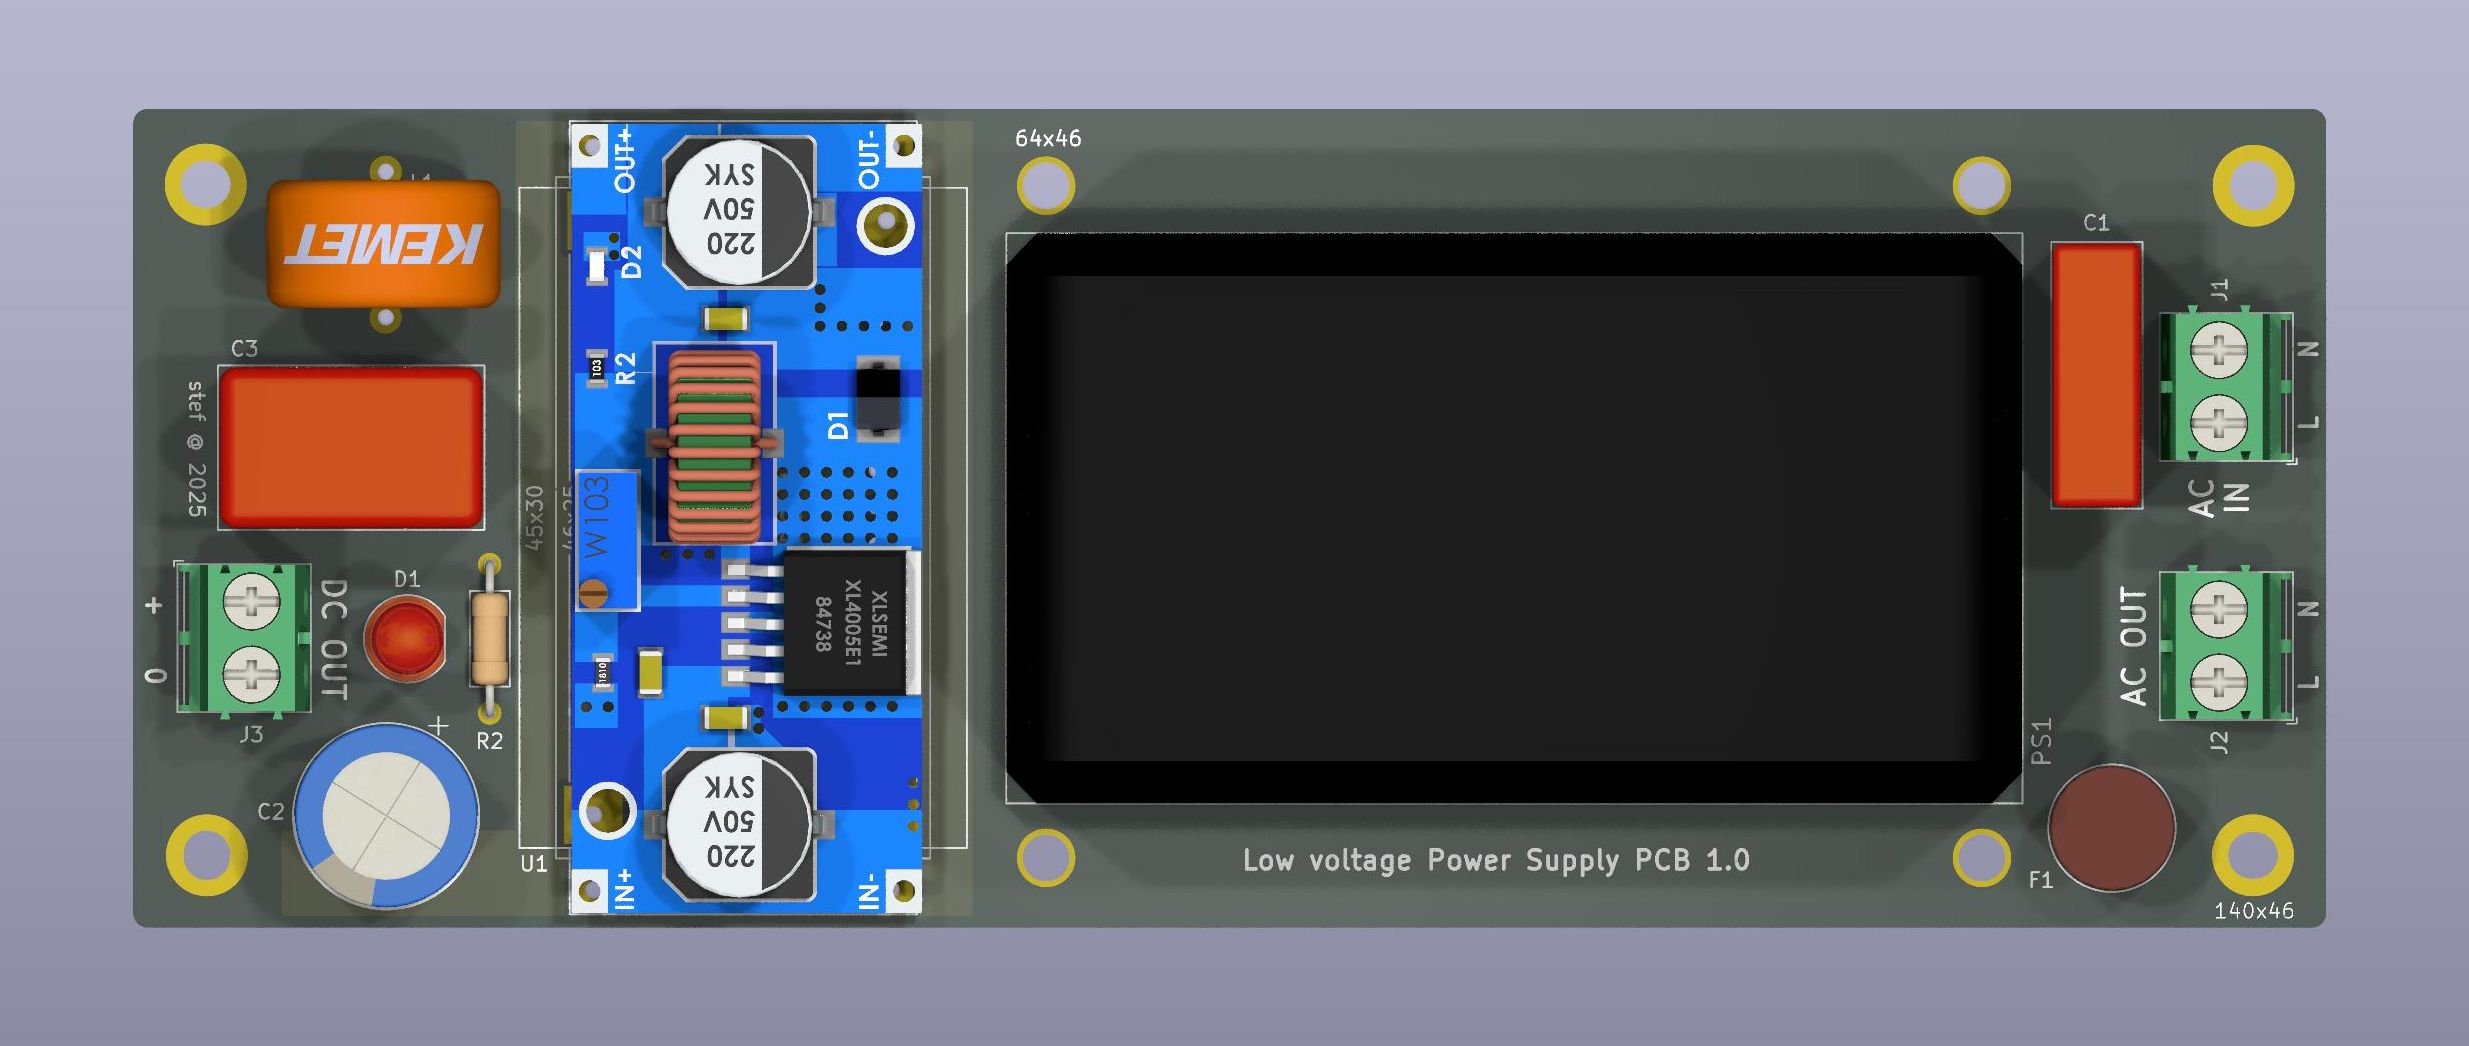 64x46
L1
KEMET
C3
stef @ 2025
+
0
DC OUT
J3
D1
R2
C2
+
45x30
46x25
U1
OUT+
OUT-
SYK
50V
220
D2
103
R2
D1
W103
XLSEMI
XL4005E1
84738
1810
SYK
50V
220
IN+
IN-
C1
J1
N
L
AC
IN
AC OUT
N
L
J2
PS1
F1
140x46
Low voltage Power Supply PCB 1.0